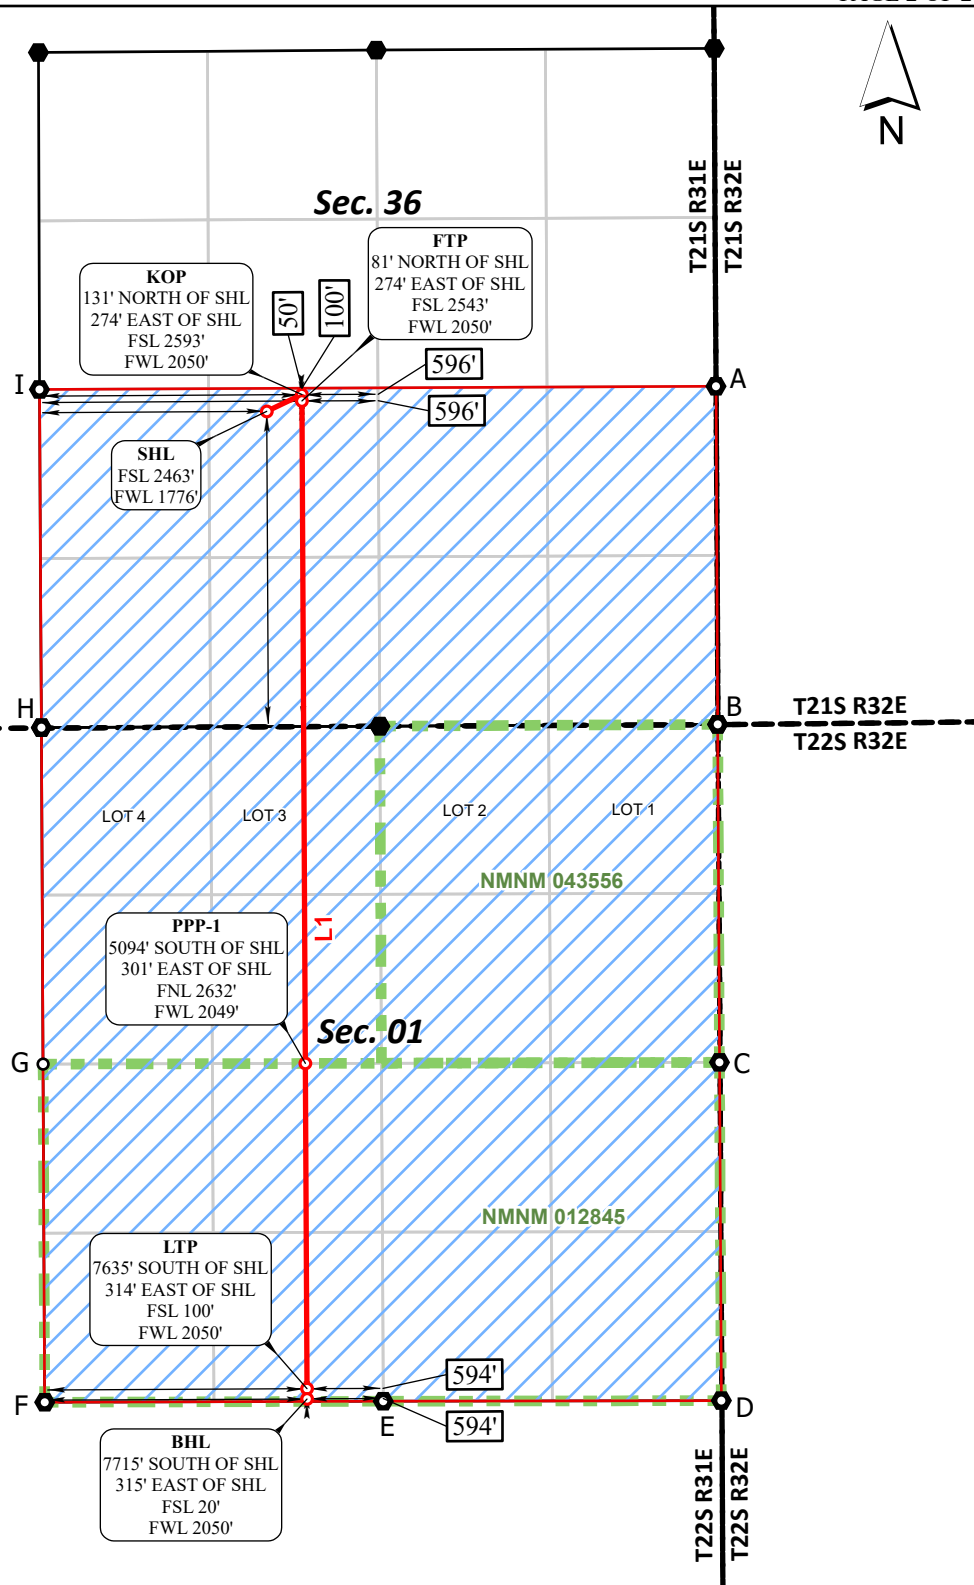 N
T21S R31E
T21S R32E
Sec. 36
KOP
131' NORTH OF SHL
274' EAST OF SHL
FSL 2593'
FWL 2050'
50'
100'
FTP
81' NORTH OF SHL
274' EAST OF SHL
FSL 2543'
FWL 2050'
596'
596'
I
A
SHL
FSL 2463'
FWL 1776'
H
B
T21S R32E
T22S R32E
LOT 4
LOT 3
LOT 2
LOT 1
NMNM 043556
L1
PPP-1
5094' SOUTH OF SHL
301' EAST OF SHL
FNL 2632'
FWL 2049'
Sec. 01
G
C
NMNM 012845
LTP
7635' SOUTH OF SHL
314' EAST OF SHL
FSL 100'
FWL 2050'
594'
F
E
D
594'
BHL
7715' SOUTH OF SHL
315' EAST OF SHL
FSL 20'
FWL 2050'
T22S R31E
T22S R32E